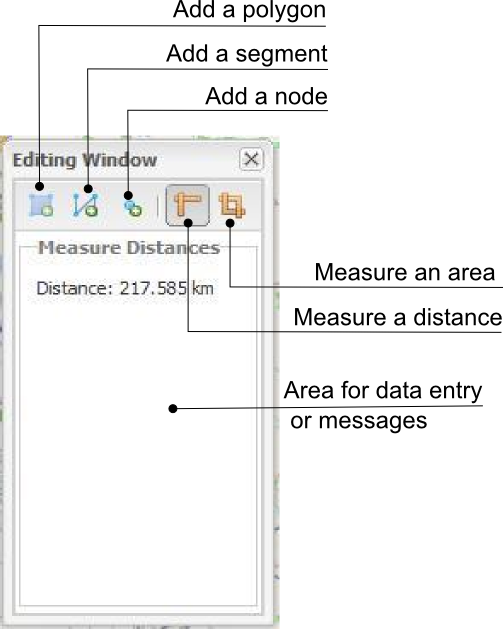 Add a polygon
Add a segment
Add a node
Editing Window
Measure Distances
Distance: 217.585 km
Measure an area
Measure a distance
Area for data entry
or messages